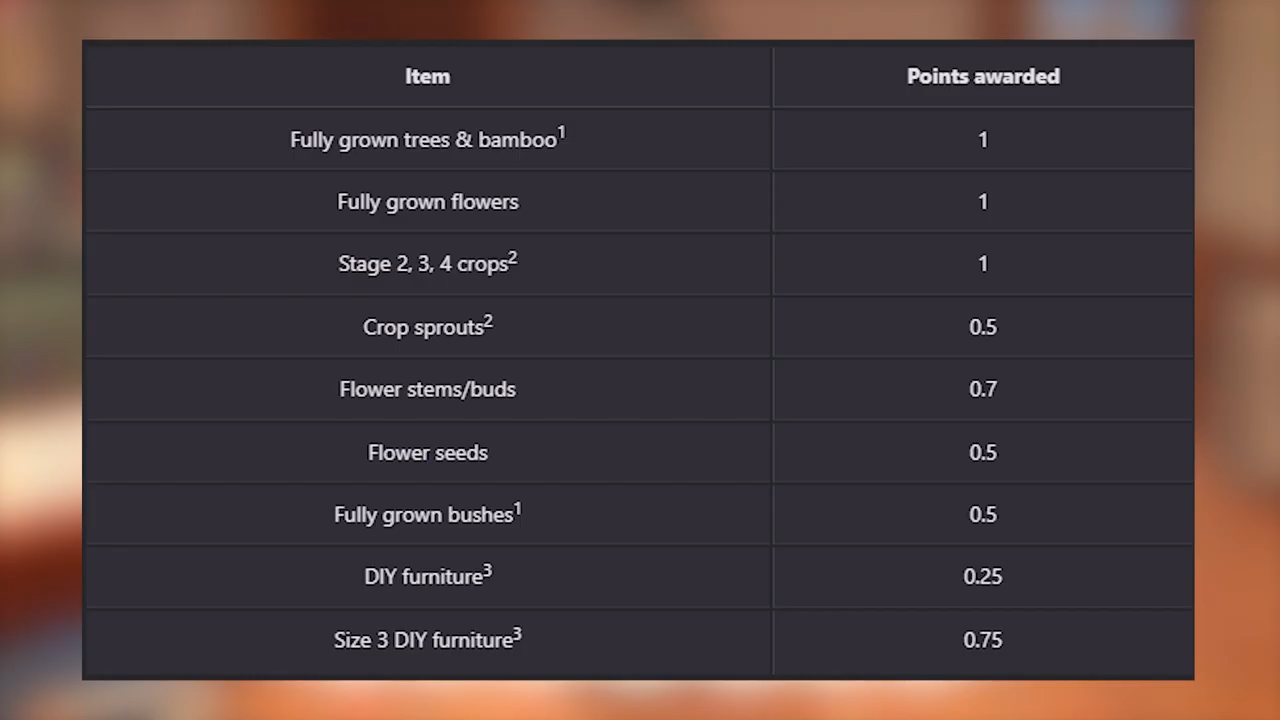 Item Points awarded
Fully grown trees & bamboo¹ 1
Fully grown flowers 1
Stage 2, 3, 4 crops² 1
Crop sprouts² 0.5
Flower stems/buds 0.7
Flower seeds 0.5
Fully grown bushes¹ 0.5
DIY furniture³ 0.25
Size 3 DIY furniture³ 0.75